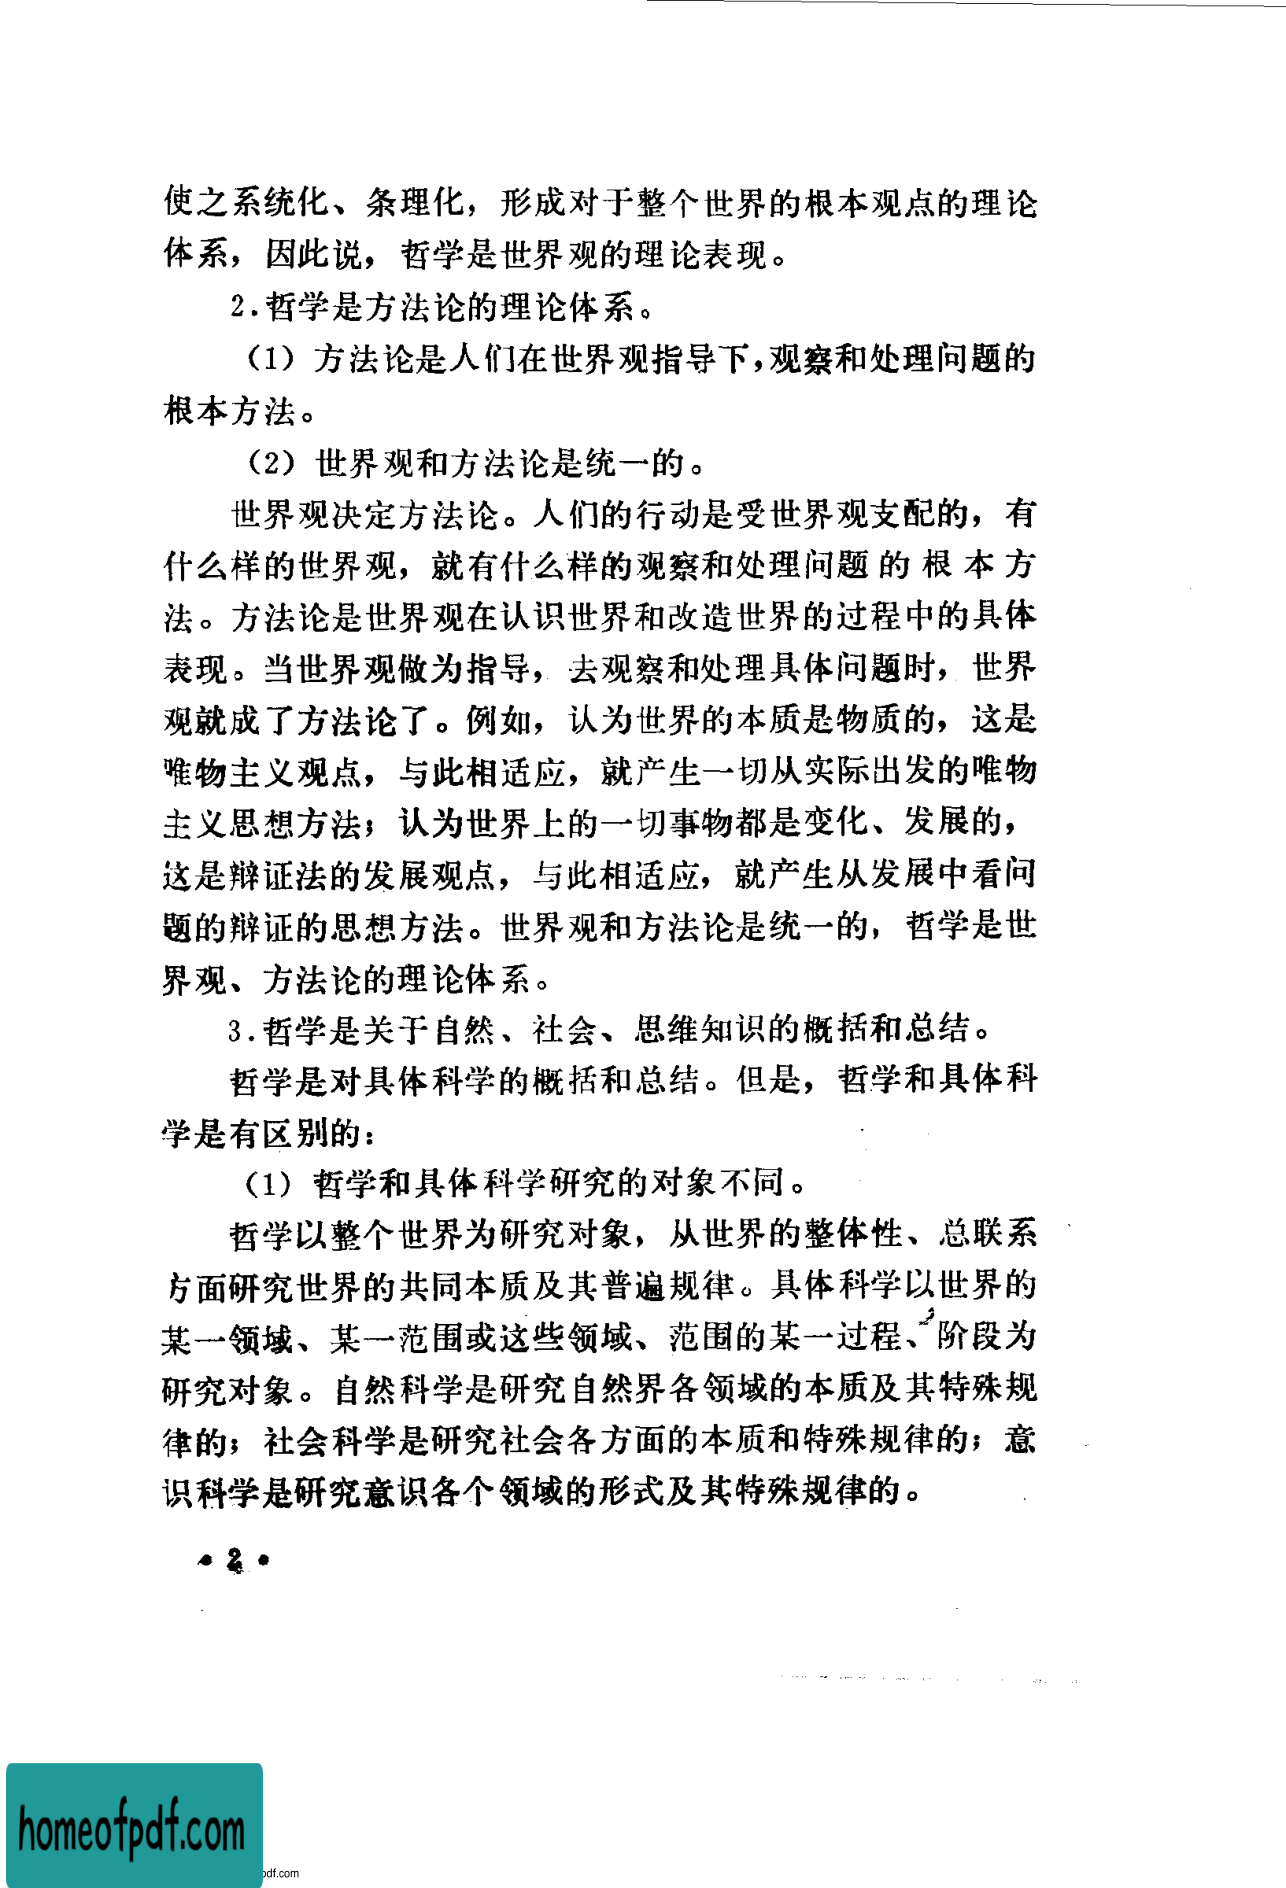 使之系统化、条理化，形成对于整个世界的根本观点的理论
体系，因此说，哲学是世界观的理论表现。
2.哲学是方法论的理论体系。
（1）方法论是人们在世界观指导下，观察和处理问题的
根本方法。
（2）世界观和方法论是统一的。
世界观决定方法论。人们的行动是受世界观支配的，有
什么样的世界观，就有什么样的观察和处理问题的根本方
法。方法论是世界观在认识世界和改造世界的过程中的具体
表现。当世界观做为指导，去观察和处理具体问题时，世界
观就成了方法论了。例如，认为世界的本质是物质的，这是
唯物主义观点，与此相适应，就产生一切从实际出发的唯物
主义思想方法；认为世界上的一切事物都是变化、发展的，
这是辩证法的发展观点，与此相适应，就产生从发展中看问
题的辩证的思想方法。世界观和方法论是统一的，哲学是世
界观、方法论的理论体系。
3.哲学是关于自然、社会、思维知识的概括和总结。
哲学是对具体科学的概括和总结。但是，哲学和具体科
学是有区别的：
（1）哲学和具体科学研究的对象不同。
哲学以整个世界为研究对象，从世界的整体性、总联系
方面研究世界的共同本质及其普遍规律。具体科学以世界的
某一领域、某一范围或这些领域、范围的某一过程、阶段为
研究对象。自然科学是研究自然界各领域的本质及其特殊规
律的；社会科学是研究社会各方面的本质和特殊规律的；意
识科学是研究意识各个领域的形式及其特殊规律的。
• 2 •
homeofpdf.com
pdf.com